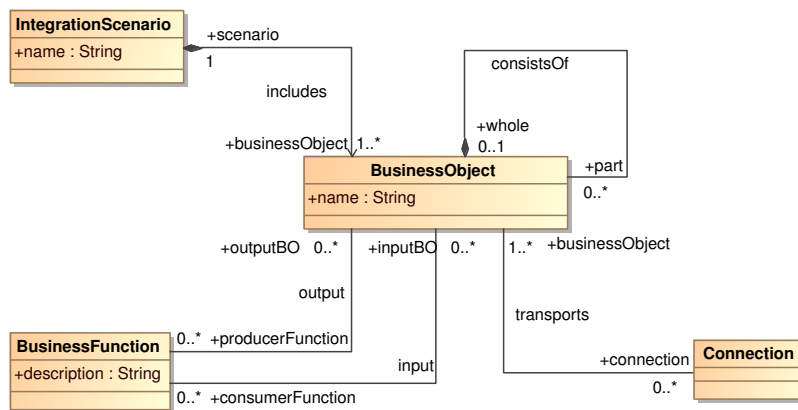 IntegrationScenario
+name : String
+scenario
1
includes
+businessObject 1..*
consistsOf
+whole
0..1
BusinessObject
+name : String
+part
0..*
+outputBO 0..* +inputBO 0..* 1..* +businessObject
output
transports
BusinessFunction
+description : String
0..* +producerFunction
input
0..* +consumerFunction
+connection
0..*
Connection